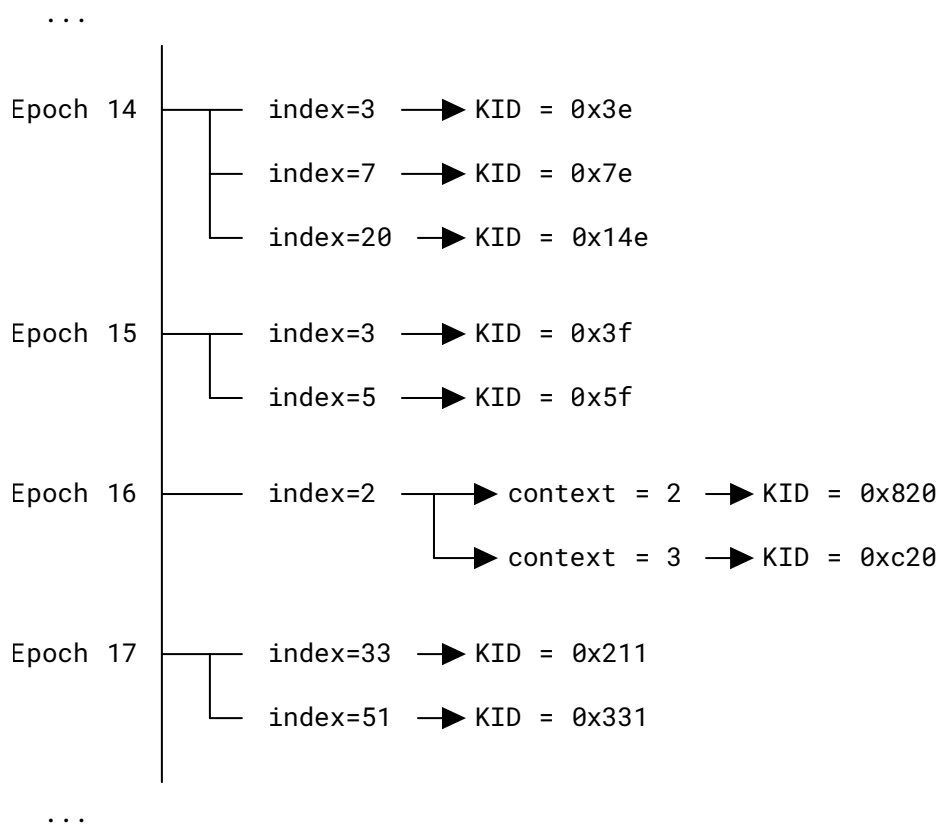 ...
Epoch 14 index=3 KID = 0x3e
index=7 KID = 0x7e
index=20 KID = 0x14e
Epoch 15 index=3 KID = 0x3f
index=5 KID = 0x5f
Epoch 16 index=2 context = 2 KID = 0x820
context = 3 KID = 0xc20
Epoch 17 index=33 KID = 0x211
index=51 KID = 0x331
...